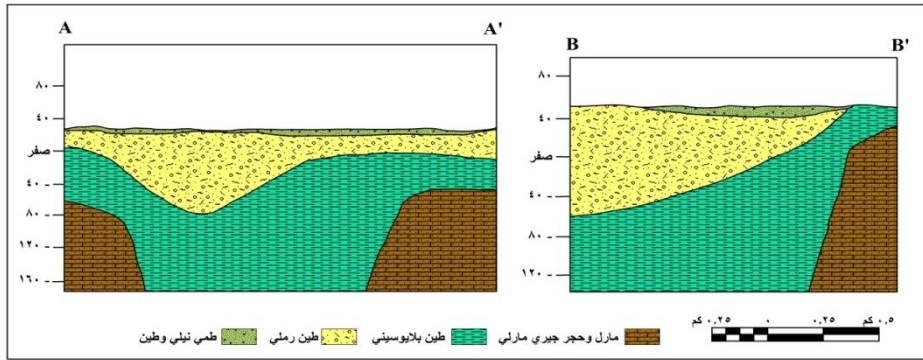 A A'
B B'
٨٠
٤٠
صفر
٤٠ -
٨٠ -
١٢٠ -
١٦٠ -
٨٠
٤٠
صفر
٤٠ -
٨٠ -
١٢٠ -
مارل وحجر جيري مارلي
طين بلايوسيني
طين رملي
طمي نيلي وطين
٠.٢٥ كم ٠ ٠.٢٥ ٠.٥ كم